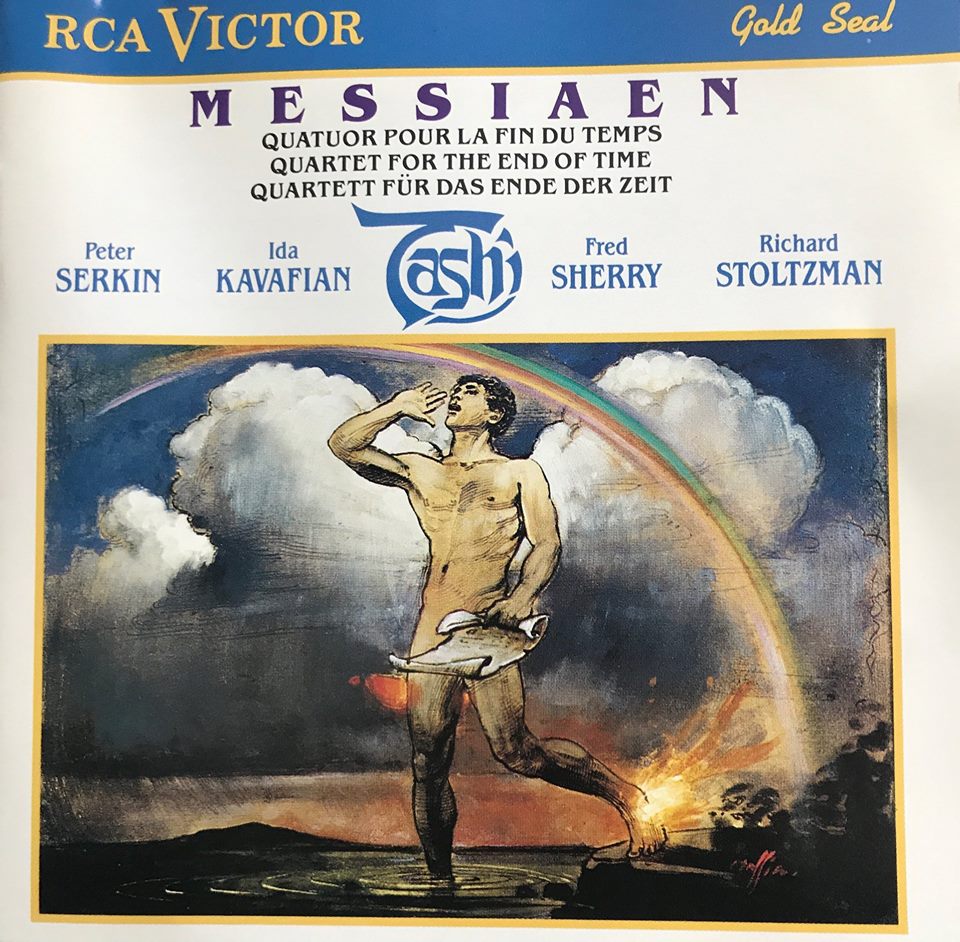 RCA VICTOR
Gold Seal
MESSIAEN
QUATUOR POUR LA FIN DU TEMPS
QUARTET FOR THE END OF TIME
QUARTETT FÜR DAS ENDE DER ZEIT
Peter
SERKIN
Ida
KAVAFIAN
Tashi
Fred
SHERRY
Richard
STOLTZMAN